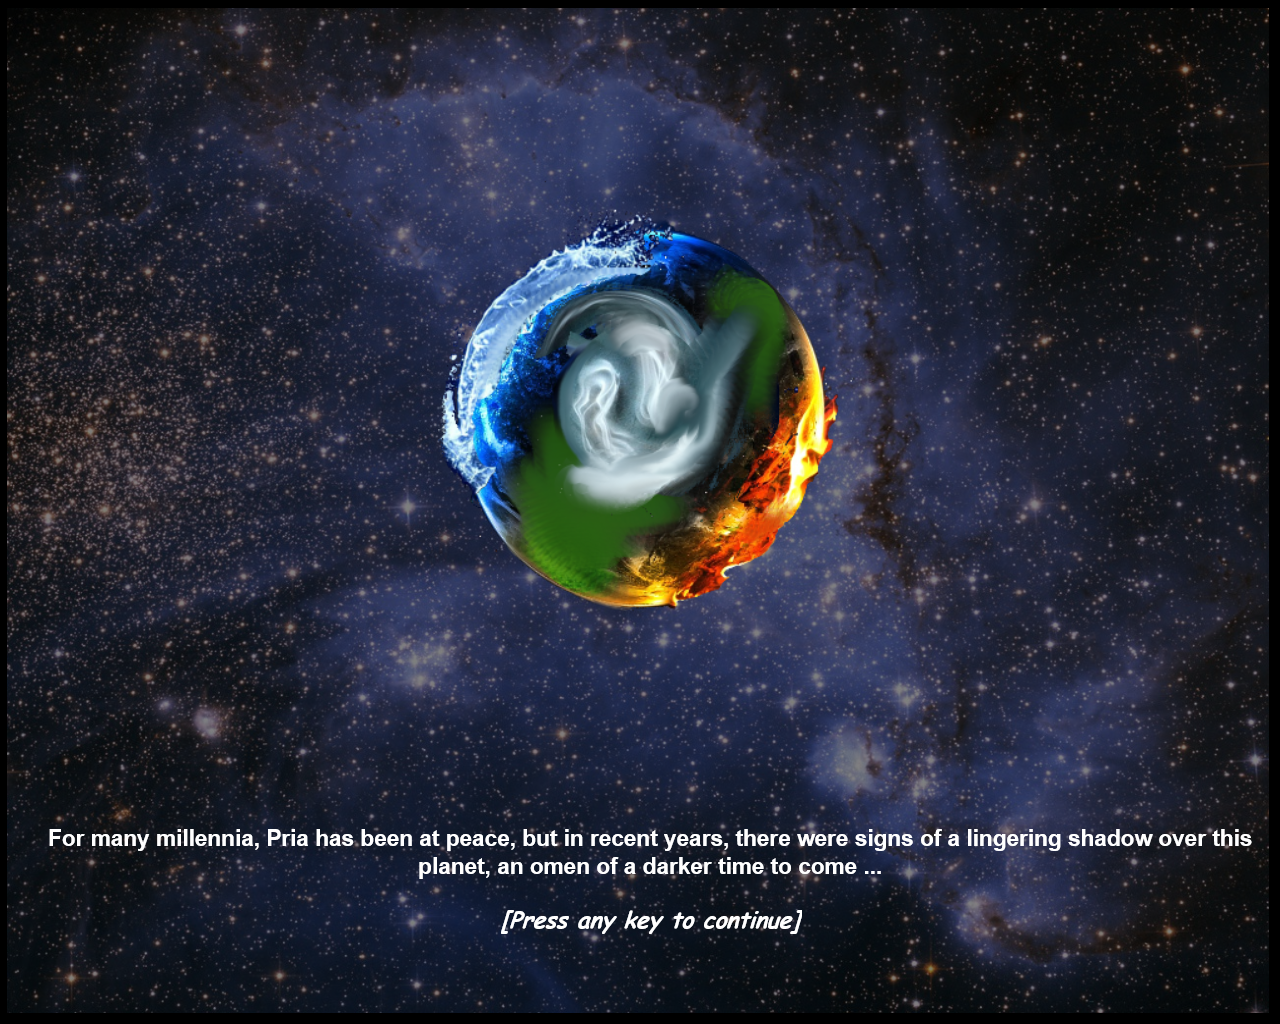 For many millennia, Pria has been at peace, but in recent years, there were signs of a lingering shadow over this
planet, an omen of a darker time to come ...
[Press any key to continue]